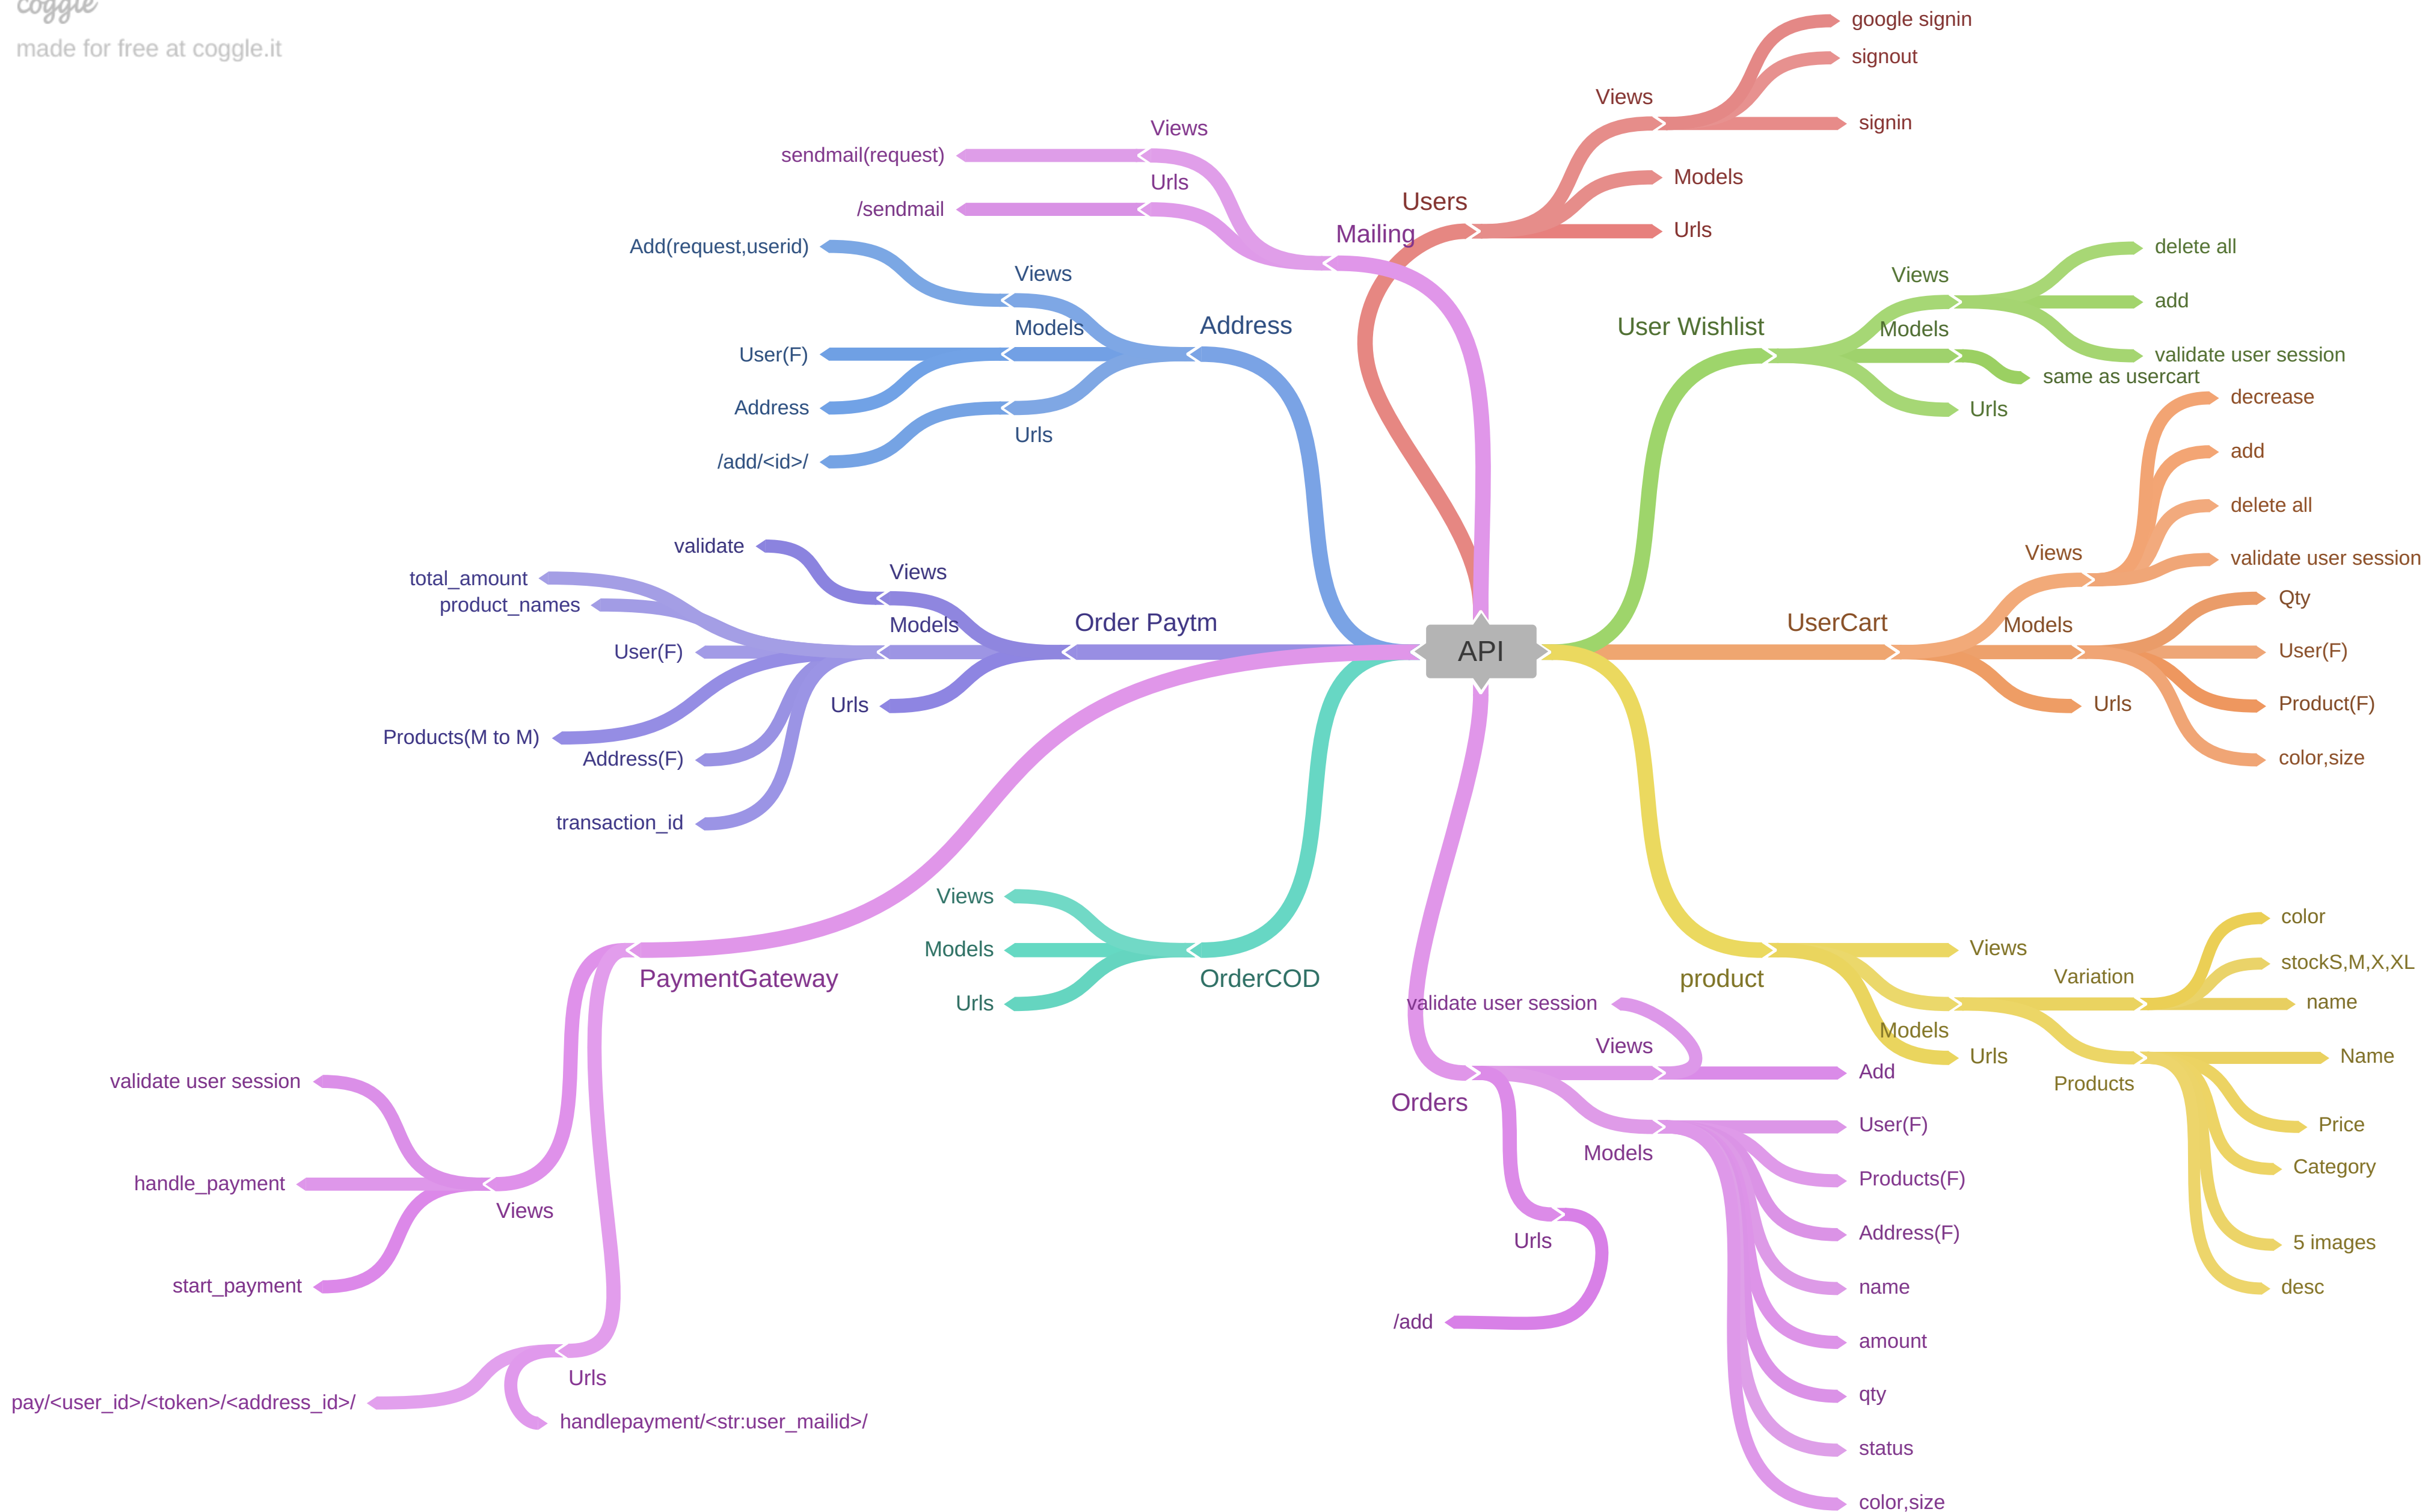 coggle
made for free at coggle.it
API
Users
Views
google signin
signout
signin
Models
Urls
Mailing
Views
sendmail(request)
Urls
/sendmail
Address
Views
Add(request,userid)
Models
User(F)
Address
Urls
/add/<id>/
User Wishlist
Views
delete all
add
validate user session
Models
same as usercart
Urls
UserCart
Views
decrease
add
delete all
validate user session
Models
Qty
User(F)
Product(F)
color,size
Urls
Order Paytm
Views
validate
Models
total_amount
product_names
User(F)
Products(M to M)
Address(F)
transaction_id
Urls
OrderCOD
Views
Models
Urls
PaymentGateway
Views
validate user session
handle_payment
start_payment
Urls
pay/<user_id>/<token>/<address_id>/
handlepayment/<str:user_mailid>/
product
Views
Models
Variation
color
stockS,M,X,XL
name
Products
Name
Price
Category
5 images
desc
Urls
Orders
Views
validate user session
Add
Models
User(F)
Products(F)
Address(F)
name
amount
qty
status
color,size
Urls
/add